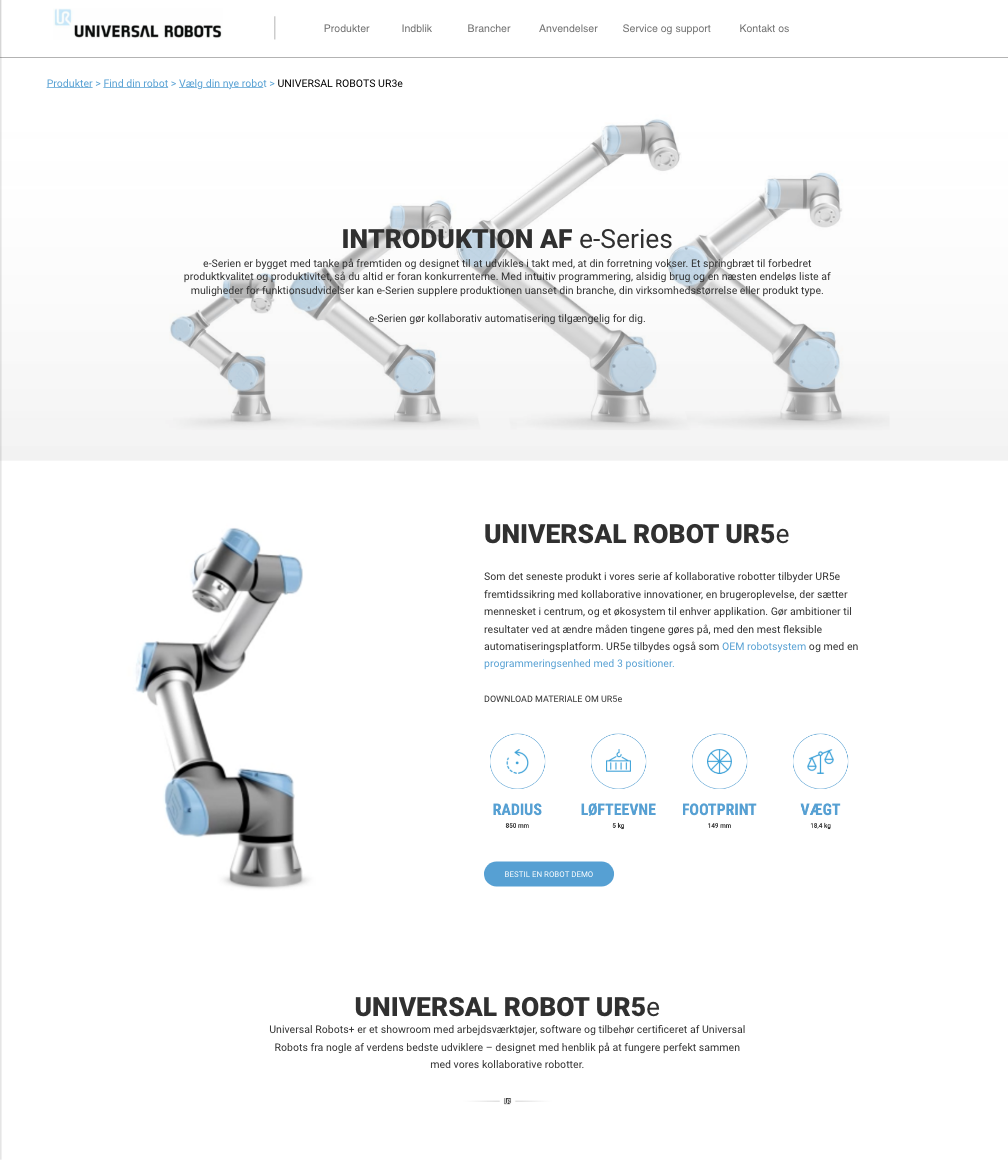 UNIVERSAL ROBOTS
Produkter Indblik Brancher Anvendelser Service og support Kontakt os
Produkter > Find din robot > Vælg din nye robot > UNIVERSAL ROBOTS UR3e
INTRODUKTION AF e-Series
e-Serien er bygget med tanke på fremtiden og designet til at udvikles i takt med, at din forretning vokser. Et springbræt til forbedret
produktkvalitet og produktivitet, så du altid er foran konkurrenterne. Med intuitiv programmering, alsidig brug og en næsten endeløs liste af
muligheder for funktionsudvidelser kan e-Serien supplere produktionen uanset din branche, din virksomhedsstørrelse eller produkt type.
e-Serien gør kollaborativ automatisering tilgængelig for dig.
UNIVERSAL ROBOT UR5e
Som det seneste produkt i vores serie af kollaborative robotter tilbyder UR5e
fremtidssikring med kollaborative innovationer, en brugeroplevelse, der sætter
mennesket i centrum, og et økosystem til enhver applikation. Gør ambitioner til
resultater ved at ændre måden tingene gøres på, med den mest fleksible
automatiseringsplatform. UR5e tilbydes også som OEM robotsystem og med en
programmeringsenhed med 3 positioner.
DOWNLOAD MATERIALE OM UR5e
RADIUS LØFTEEVNE FOOTPRINT VÆGT
850 mm 5 kg 149 mm 18,4 kg
BESTIL EN ROBOT DEMO
UNIVERSAL ROBOT UR5e
Universal Robots+ er et showroom med arbejdsværktøjer, software og tilbehør certificeret af Universal
Robots fra nogle af verdens bedste udviklere – designet med henblik på at fungere perfekt sammen
med vores kollaborative robotter.